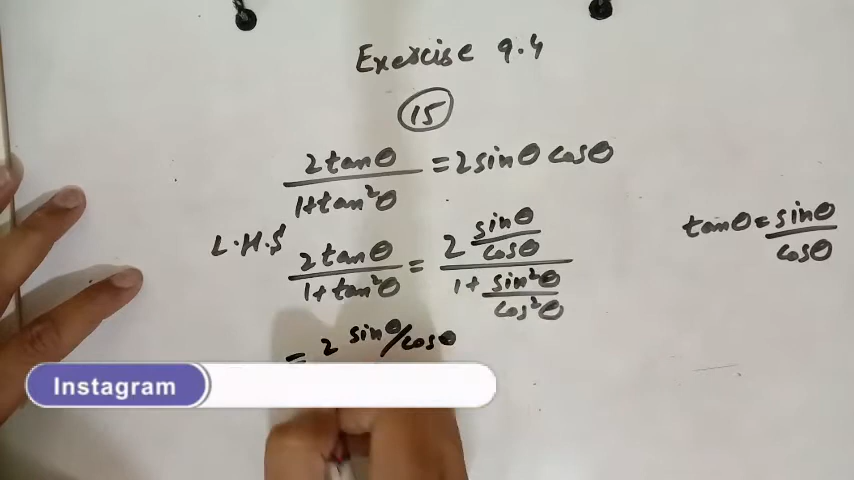 Exercise 9.4
15
2tanθ / 1+tan²θ = 2sinθ cosθ
L.H.S 2tanθ / 1+tan²θ = 2 sinθ/cosθ / 1+ sin²θ/cos²θ
tanθ = sinθ/cosθ
= 2 sinθ/cosθ
Instagram